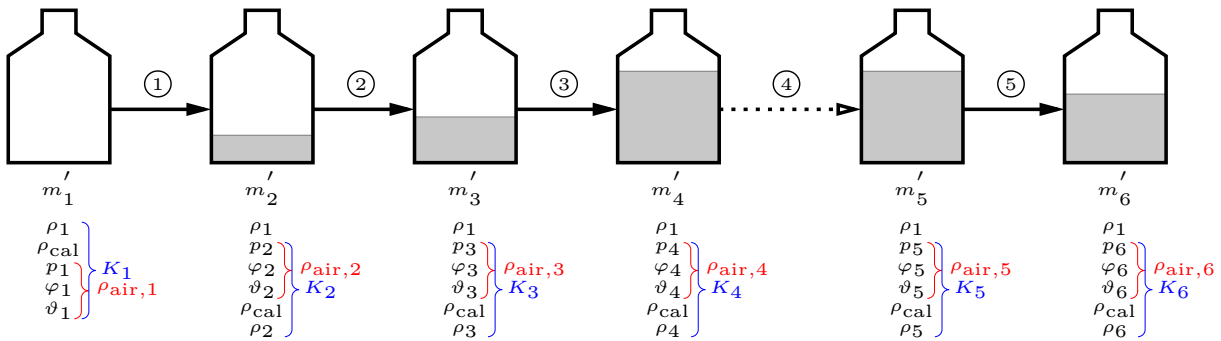 ① ② ③ ④ ⑤
m′₁ m′₂ m′₃ m′₄ m′₅ m′₆
ρ₁ ρ₁ ρ₁ ρ₁ ρ₁ ρ₁
ρcal p₂ p₃ p₄ p₅ p₆
p₁ K₁ φ₂ ρair,2 φ₃ ρair,3 φ₄ ρair,4 φ₅ ρair,5 φ₆ ρair,6
φ₁ ρair,1 ϑ₂ K₂ ϑ₃ K₃ ϑ₄ K₄ ϑ₅ K₅ ϑ₆ K₆
ϑ₁ ρcal ρcal ρcal ρcal ρcal
ρ₂ ρ₃ ρ₄ ρ₅ ρ₆